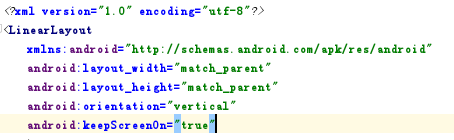 <?xml version="1.0" encoding="utf-8"?>
<LinearLayout
xmlns:android="http://schemas.android.com/apk/res/android"
android:layout_width="match_parent"
android:layout_height="match_parent"
android:orientation="vertical"
android:keepScreenOn="true"